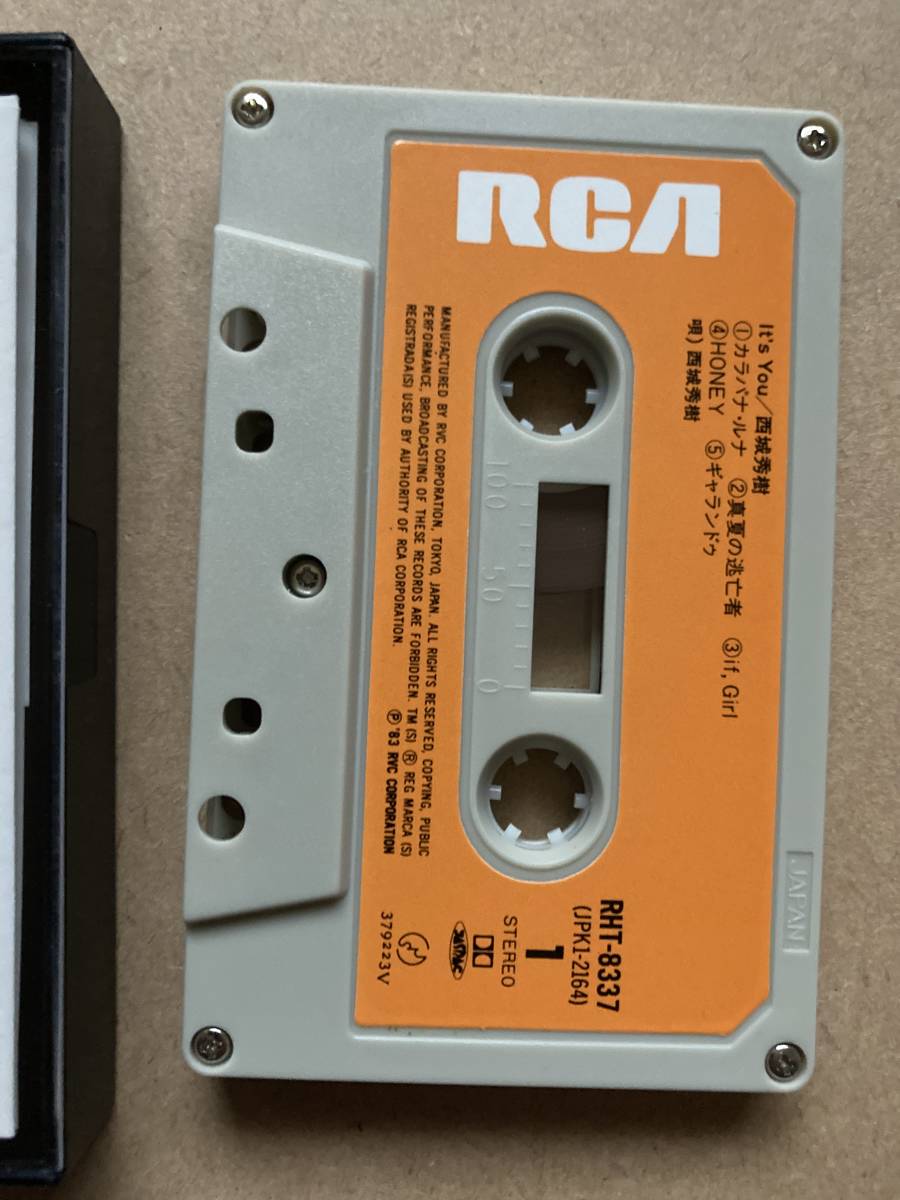 RCA
It's You／西城秀樹
①カラバナ・ルナ ②真夏の逃亡者 ③if, Girl
④HONEY ⑤ギャランドゥ
唄) 西城秀樹
100 50 0
RHT-8337
(JPK1-2164)
1
STEREO
MANUFACTURED BY RVC CORPORATION, TOKYO, JAPAN. ALL RIGHTS RESERVED, COPYING, PUBLIC
PERFORMANCE, BROADCASTING OF THESE RECORDS ARE FORBIDDEN. TM (S) Ⓡ REG MARCA (S)
REGISTRADA(S) USED BY AUTHORITY OF RCA CORPORATION. Ⓟ '83 RVC CORPORATION
379223V
JAPAN